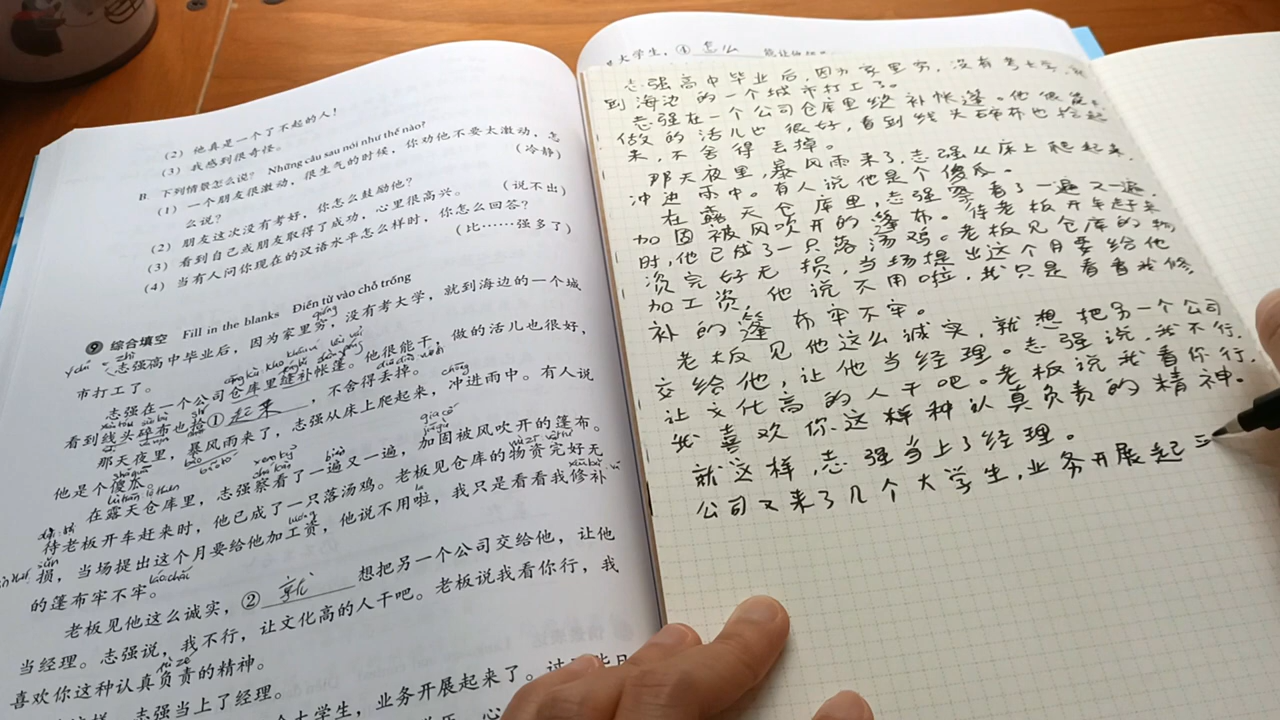 (2) 他真是一个了不起的人！
(3) 我感到很奇怪。
B. 下列情景怎么说？ Những câu sau nói như thế nào?
(1) 一个朋友很激动，很生气的时候，你劝他不要太激动，怎
么说？ (冷静)
(2) 朋友这次没有考好，你怎么鼓励他？ (说不出)
(3) 看到自己或朋友取得了成功，心里很高兴。
(4) 当有人问你现在的汉语水平怎么样时，你怎么回答？ (比……强多了)
9 综合填空 Fill in the blanks Điền từ vào chỗ trống
志强高中毕业后，因为家里穷，没有考大学，就到海边的一个城
市打工了。
志强在一个公司仓库里缝补帐篷。他很能干，做的活儿也很好，
看到线头碎布也拾① 起来 ，不舍得丢掉。
那天夜里，暴风雨来了，志强从床上爬起来，冲进雨中。有人说
他是个傻瓜。
在露天仓库里，志强察看了一遍又一遍，加固被风吹开的篷布。
待老板开车赶来时，他已成了一只落汤鸡。老板见仓库的物资完好无
损，当场提出这个月要给他加工资，他说不用啦，我只是看看我修补
的篷布牢不牢。
老板见他这么诚实，② 就 想把另一个公司交给他，让他
当经理。志强说，我不行，让文化高的人干吧。老板说我看你行，我
喜欢你这种认真负责的精神。
志强当上了经理。
个大学生，业务开展起来了。
大学生，④ 怎么
志强高中毕业后，因为家里穷，没有考大学，就
到海边的一个城市打工了。
志强在一个公司仓库里缝补帐篷。他很能干，
做的活儿也很好，看到线头碎布也拾起
来，不舍得丢掉。
那天夜里，暴风雨来了，志强从床上爬起来，
冲进雨中。有人说他是个傻瓜。
在露天仓库里，志强察看了一遍又一遍，
加固被风吹开的篷布。待老板开车赶来
时，他已成了一只落汤鸡。老板见仓库的物
资完好无损，当场提出这个月要给他
加工资，他说不用啦，我只是看看我修
补的篷布牢不牢。
老板见他这么诚实，就想把另一个公司
交给他，让他当经理。志强说，我不行，
让文化高的人干吧。老板说我看你行，
我喜欢你这样种认真负责的精神。
就这样，志强当上了经理。
公司又来了几个大学生，业务开展起